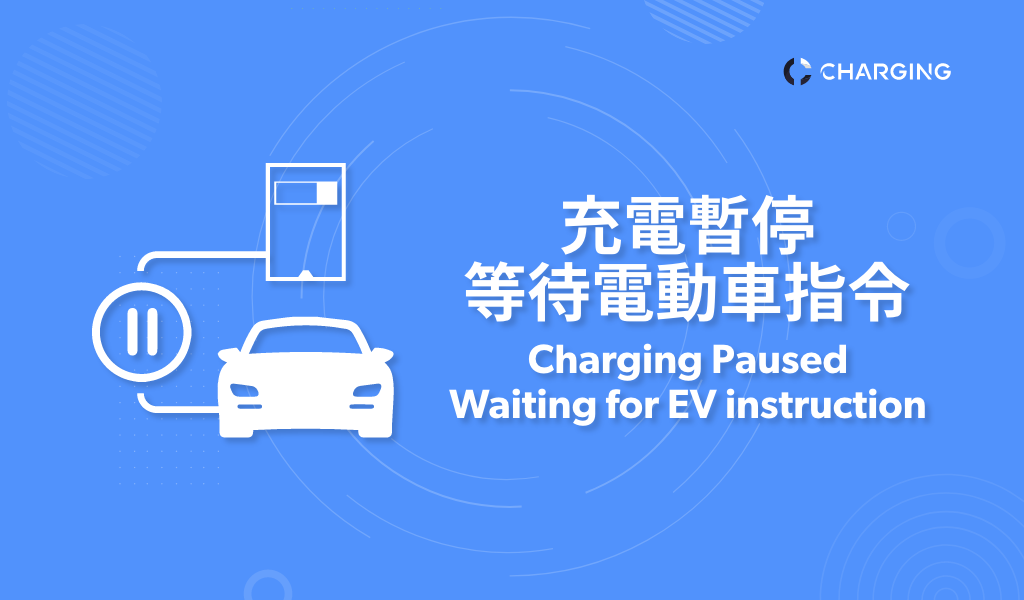 CHARGING
充電暫停
等待電動車指令
Charging Paused
Waiting for EV instruction